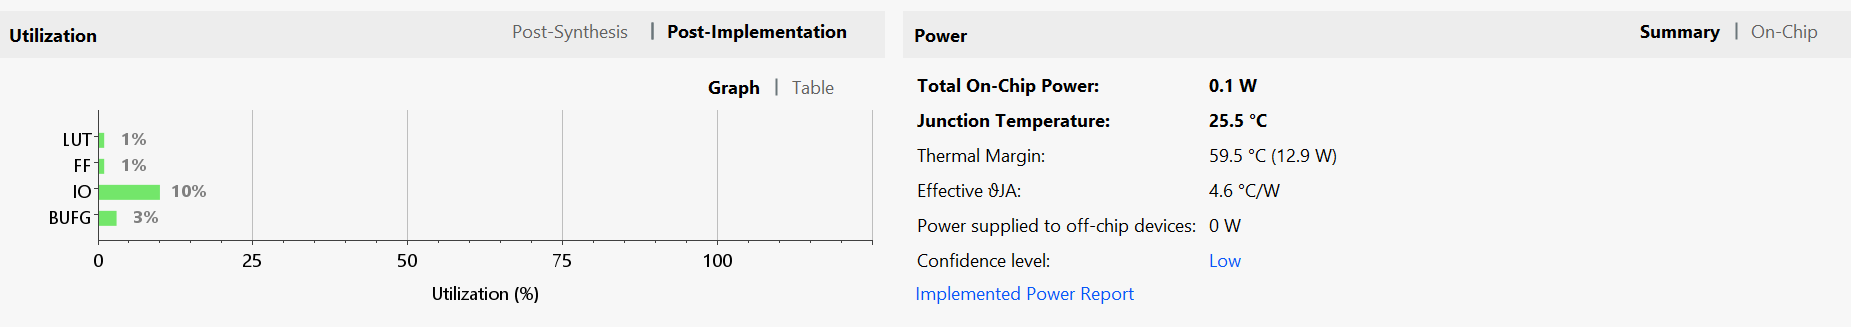 Utilization
Post-Synthesis | Post-Implementation
Graph | Table
LUT 1%
FF 1%
IO 10%
BUFG 3%
0 25 50 75 100
Utilization (%)
Power
Summary | On-Chip
Total On-Chip Power: 0.1 W
Junction Temperature: 25.5 °C
Thermal Margin: 59.5 °C (12.9 W)
Effective ϑJA: 4.6 °C/W
Power supplied to off-chip devices: 0 W
Confidence level: Low
Implemented Power Report